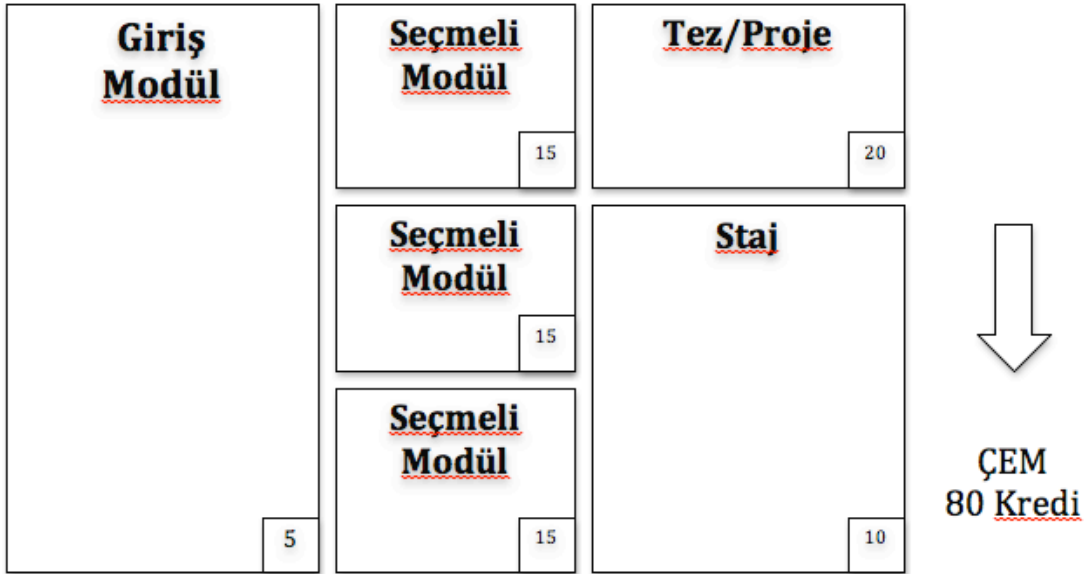 Giriş
Modül
5
Seçmeli
Modül
15
Seçmeli
Modül
15
Seçmeli
Modül
15
Tez/Proje
20
Staj
10
ÇEM
80 Kredi